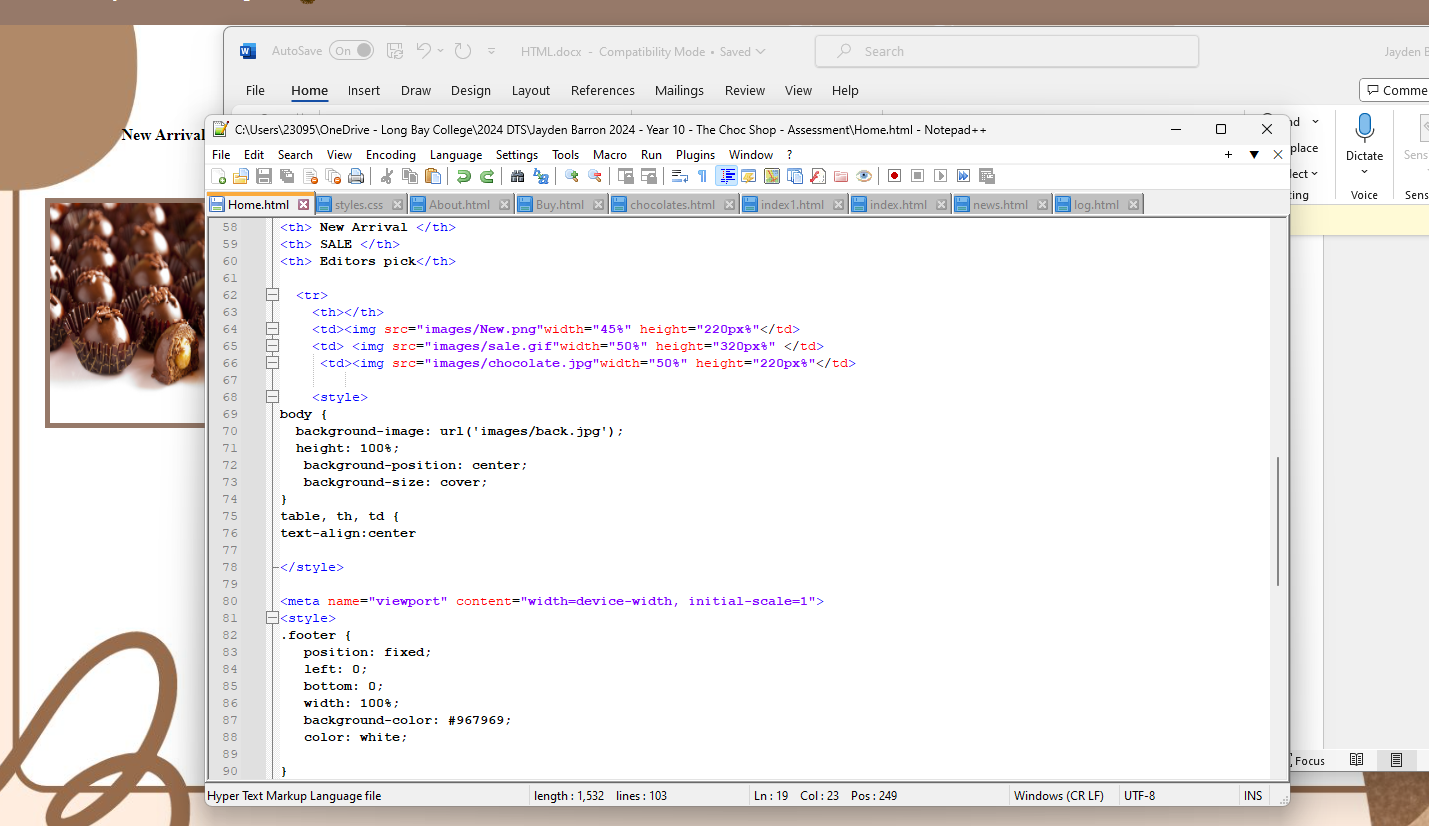 AutoSave On HTML.docx - Compatibility Mode • Saved Search Jayden B
File Home Insert Draw Design Layout References Mailings Review View Help Comme
New Arrival
C:\Users\23095\OneDrive - Long Bay College\2024 DTS\Jayden Barron 2024 - Year 10 - The Choc Shop - Assessment\Home.html - Notepad++
File Edit Search View Encoding Language Settings Tools Macro Run Plugins Window ? + ▼ X
nd
place
lect
ing
Dictate
Voice
Sens
Sens
Home.html styles.css About.html Buy.html chocolates.html index1.html index.html news.html log.html
58 <th> New Arrival </th>
59 <th> SALE </th>
60 <th> Editors pick</th>
61
62 <tr>
63 <th></th>
64 <td><img src="images/New.png"width="45%" height="220px%"</td>
65 <td> <img src="images/sale.gif"width="50%" height="320px%" </td>
66 <td><img src="images/chocolate.jpg"width="50%" height="220px%"</td>
67
68 <style>
69 body {
70 background-image: url('images/back.jpg');
71 height: 100%;
72 background-position: center;
73 background-size: cover;
74 }
75 table, th, td {
76 text-align:center
77
78 </style>
79
80 <meta name="viewport" content="width=device-width, initial-scale=1">
81 <style>
82 .footer {
83 position: fixed;
84 left: 0;
85 bottom: 0;
86 width: 100%;
87 background-color: #967969;
88 color: white;
89
90 }
Focus
Hyper Text Markup Language file length : 1,532 lines : 103 Ln : 19 Col : 23 Pos : 249 Windows (CR LF) UTF-8 INS